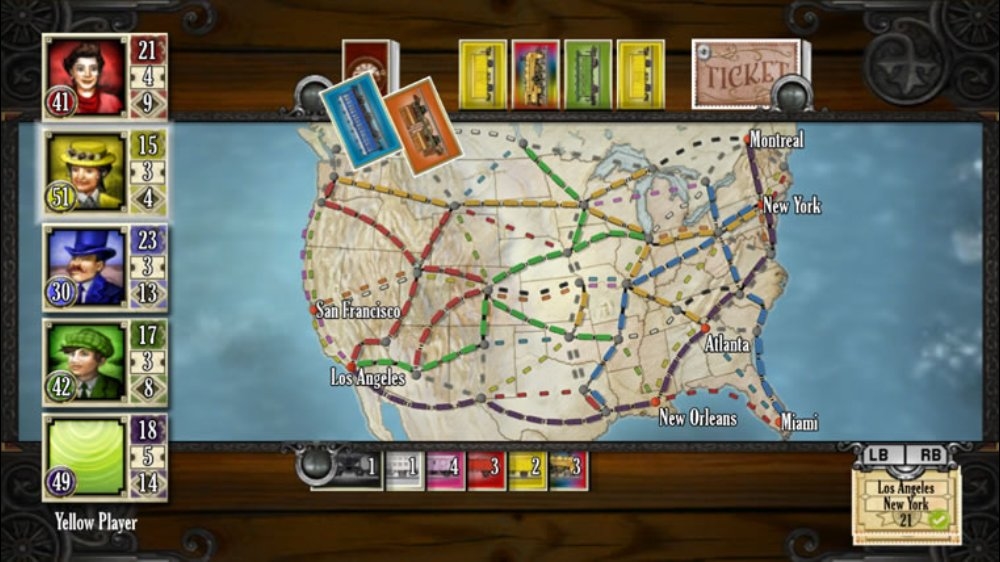 21
4
41
9
15
3
51
4
23
3
30
13
17
3
42
8
18
5
49
14
Yellow Player
TICKET
Montreal
New York
San Francisco
Los Angeles
Atlanta
New Orleans
Miami
1
1
4
3
2
3
LB
RB
Los Angeles
New York
21